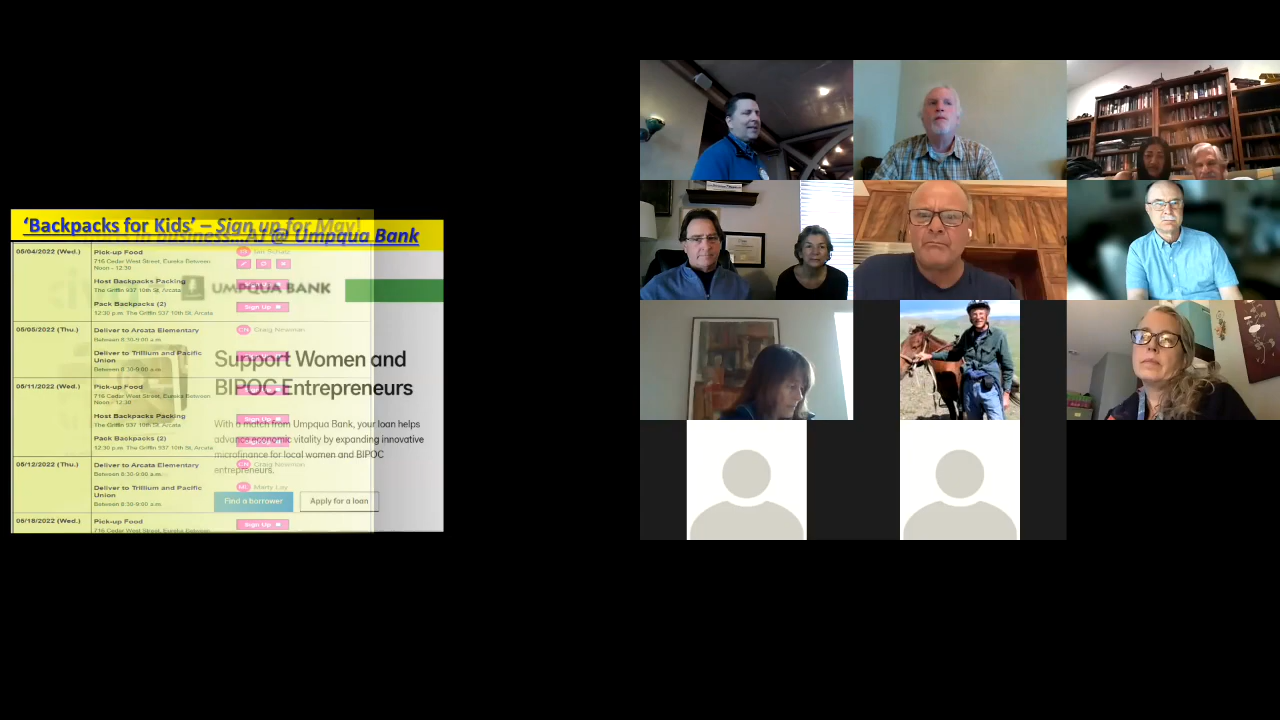 ‘Backpacks for Kids’ – Sign up for May!
in business... AT @ Umpqua Bank
05/04/2022 (Wed.)
Pick-up Food
716 Cedar West Street, Eureka Between
Noon - 12:30
Host Backpacks Packing
The Griffin 937 10th St, Arcata
Pack Backpacks (2)
12:30 p.m. The Griffin 937 10th St, Arcata
Sign Up
UMPQUA BANK
05/05/2022 (Thu.)
Deliver to Arcata Elementary
Between 8:30-9:00 a.m.
CN Craig Newman
Deliver to Trillium and Pacific
Union
Between 8:30-9:00 a.m.
Support Women and
BIPOC Entrepreneurs
05/11/2022 (Wed.)
Pick-up Food
716 Cedar West Street, Eureka Between
Noon - 12:30
Host Backpacks Packing
The Griffin 937 10th St, Arcata
Sign Up
Pack Backpacks (2)
12:30 p.m. The Griffin 937 10th St, Arcata
With a match from Umpqua Bank, your loan helps
advance economic vitality by expanding innovative
microfinance for local women and BIPOC
entrepreneurs.
05/12/2022 (Thu.)
Deliver to Arcata Elementary
Between 8:30-9:00 a.m.
CN Craig Newman
Deliver to Trillium and Pacific
Union
Between 8:30-9:00 a.m.
ML Marty Lay
Find a borrower
Apply for a loan
05/18/2022 (Wed.)
Pick-up Food
716 Cedar West Street, Eureka Between
Sign Up